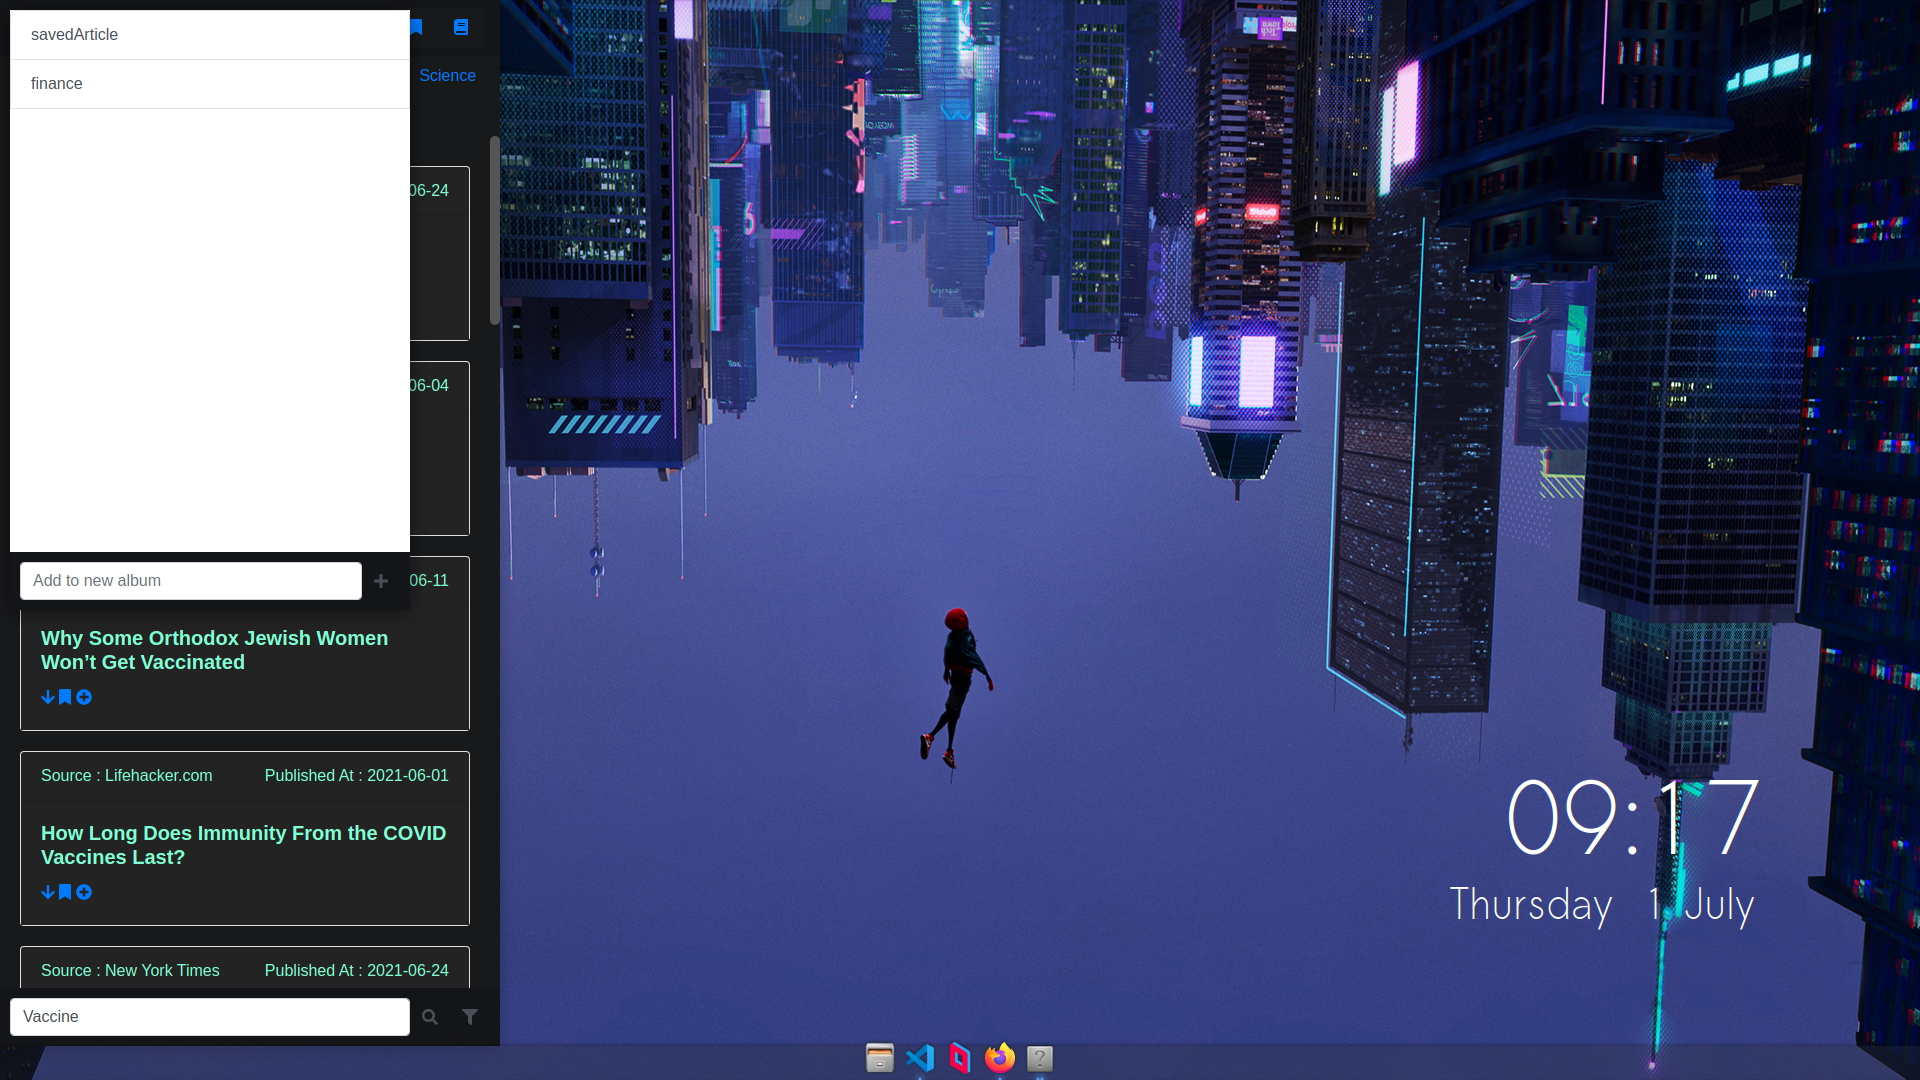 savedArticle
finance
Science
06-24
06-04
Add to new album
06-11
Why Some Orthodox Jewish Women
Won’t Get Vaccinated
Source : Lifehacker.com Published At : 2021-06-01
How Long Does Immunity From the COVID
Vaccines Last?
Source : New York Times Published At : 2021-06-24
Vaccine
09:17
Thursday 1 July